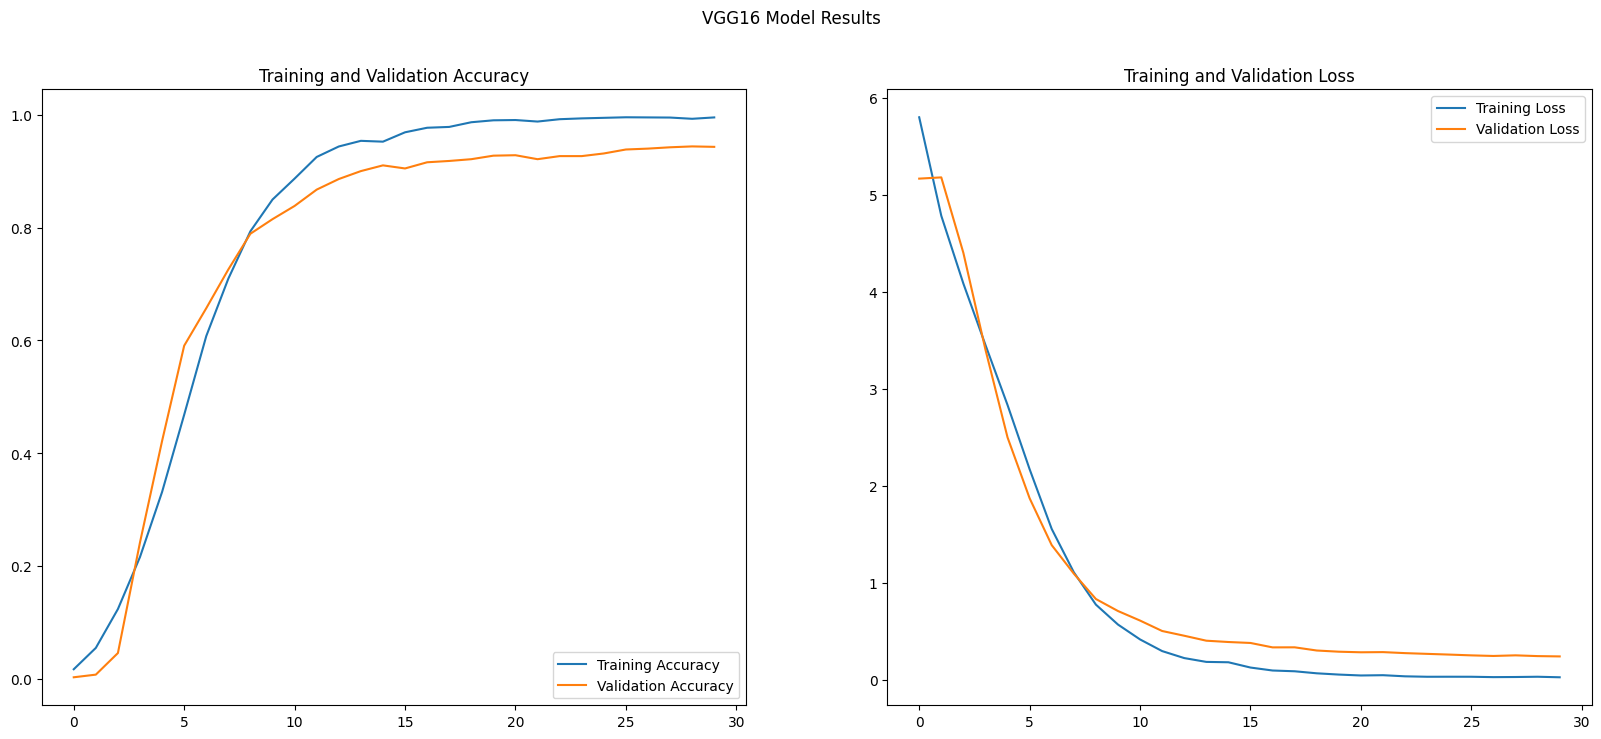 VGG16 Model Results
Training and Validation Accuracy
1.0
0.8
0.6
0.4
0.2
0.0
0 5 10 15 20 25 30
Training Accuracy
Validation Accuracy
Training and Validation Loss
6
5
4
3
2
1
0
0 5 10 15 20 25 30
Training Loss
Validation Loss